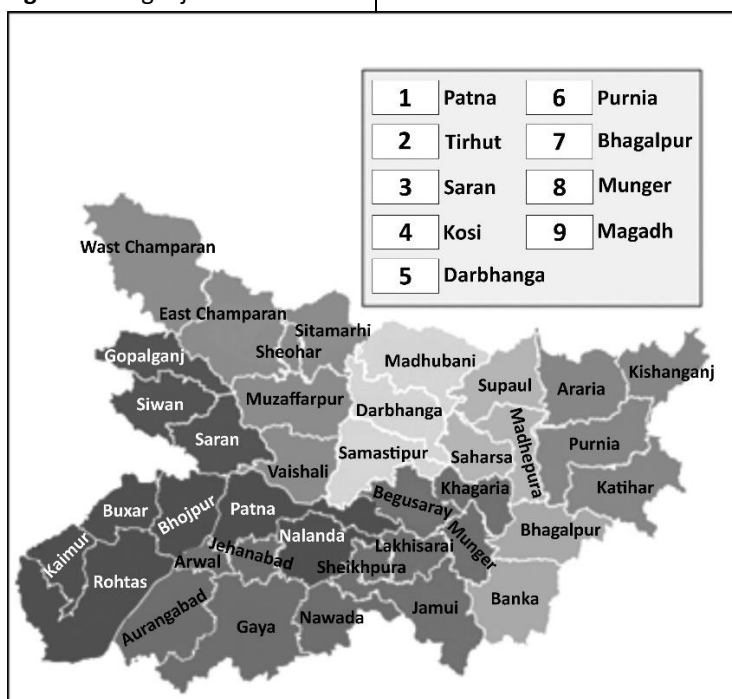 1 Patna 6 Purnia
2 Tirhut 7 Bhagalpur
3 Saran 8 Munger
4 Kosi 9 Magadh
5 Darbhanga
Wast Champaran
East Champaran
Sitamarhi
Sheohar
Gopalganj
Madhubani
Kishanganj
Supaul
Araria
Siwan
Muzaffarpur
Darbhanga
Madhepura
Saran
Purnia
Samastipur
Saharsa
Vaishali
Katihar
Begusaray
Khagaria
Buxar
Bhojpur
Patna
Munger
Bhagalpur
Nalanda
Jehanabad
Lakhisarai
Kaimur
Arwal
Sheikhpura
Rohtas
Banka
Aurangabad
Nawada
Jamui
Gaya